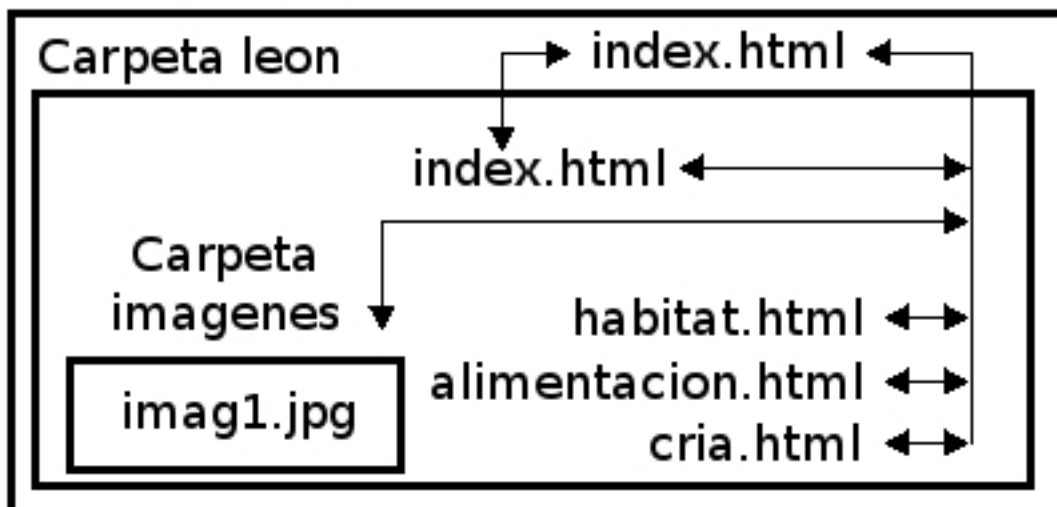 Carpeta leon
index.html
index.html
Carpeta
imagenes
imag1.jpg
habitat.html
alimentacion.html
cria.html